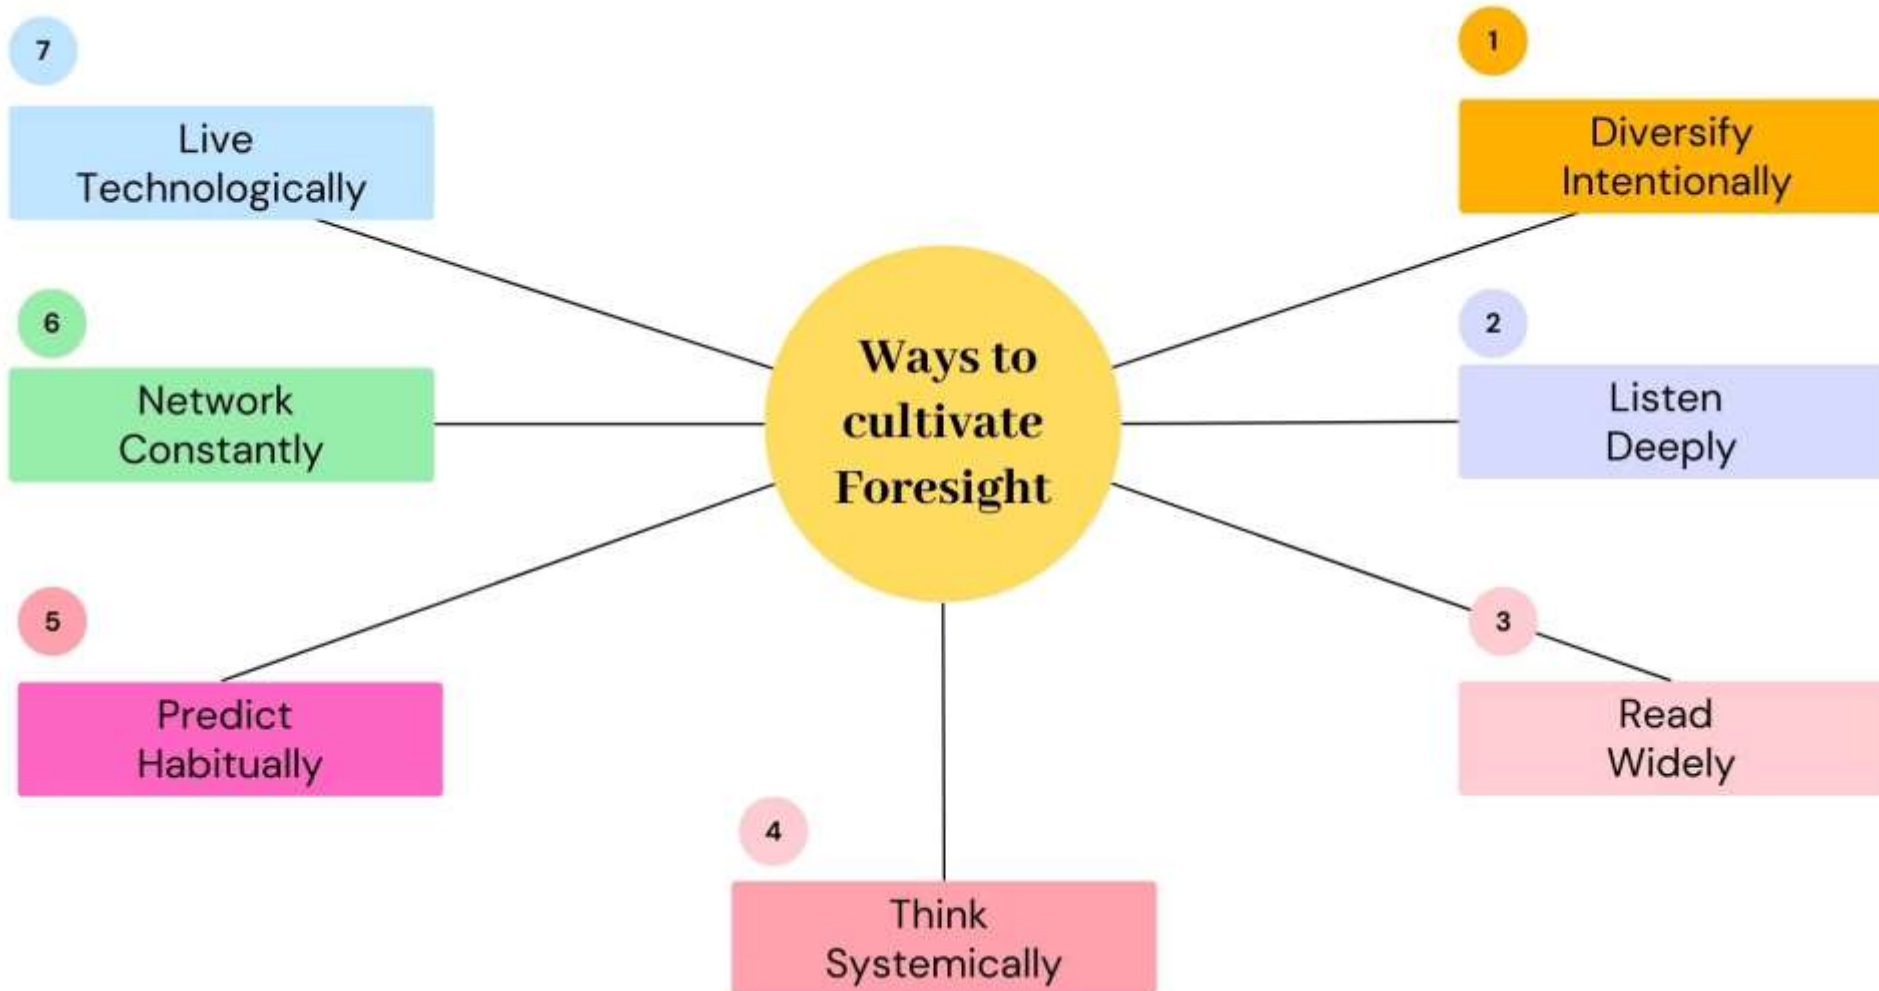 Ways to
cultivate
Foresight
1
Diversify
Intentionally
2
Listen
Deeply
3
Read
Widely
4
Think
Systemically
5
Predict
Habitually
6
Network
Constantly
7
Live
Technologically